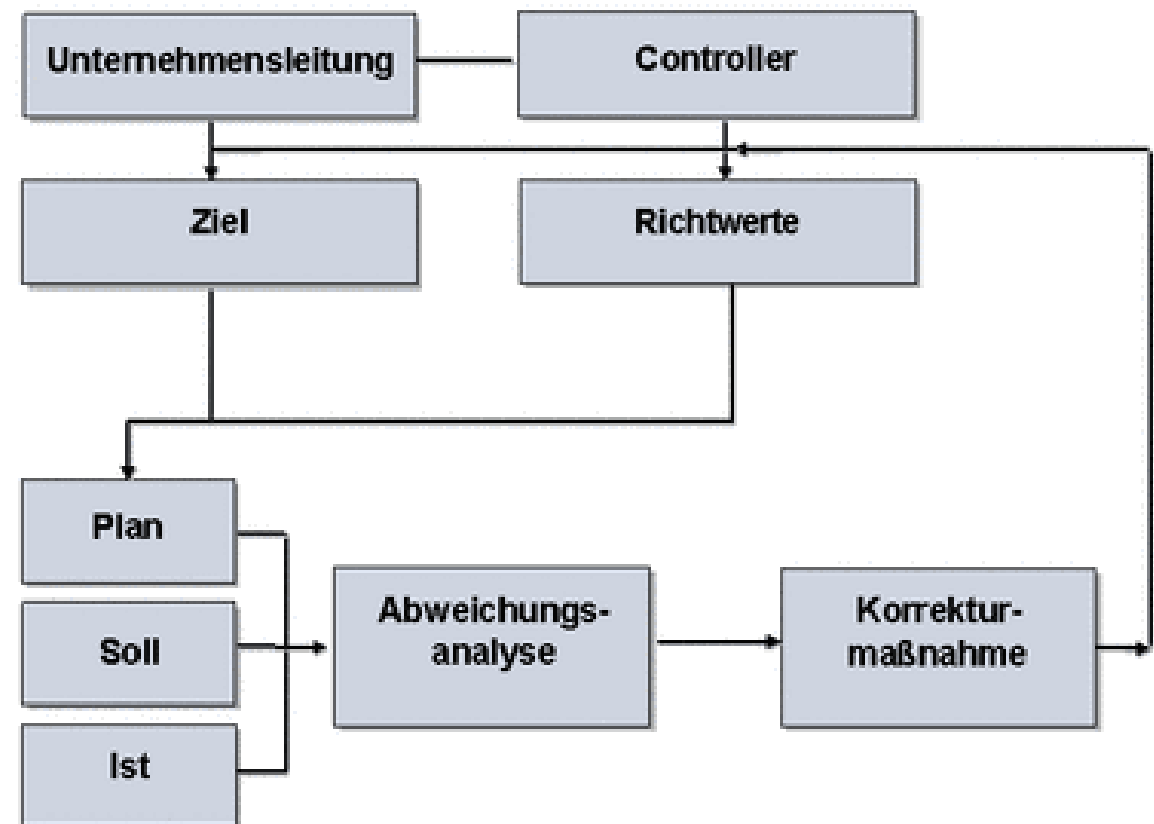 Unternehmensleitung
Controller
Ziel
Richtwerte
Plan
Soll
Ist
Abweichungs-
analyse
Korrektur-
maßnahme